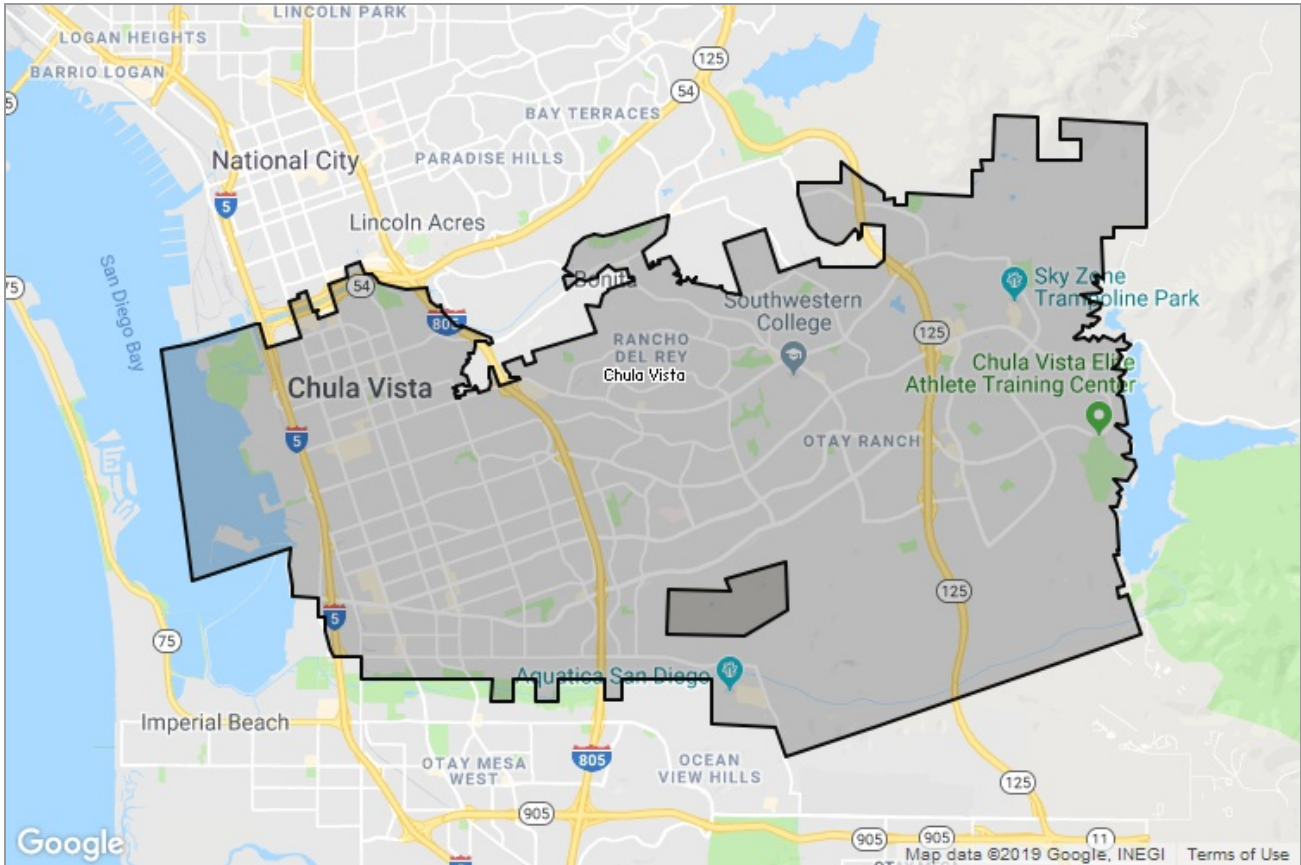 LINCOLN PARK
LOGAN HEIGHTS
125
BARRIO LOGAN
54
5
BAY TERRACES
National City
PARADISE HILLS
5
Lincoln Acres
San Diego Bay
75
54
Bonita
Sky Zone
Trampoline Park
Southwestern
College
805
125
RANCHO
DEL REY
Chula Vista
Chula Vista
Chula Vista Elite
Athlete Training Center
5
OTAY RANCH
125
5
75
Aquatica San Diego
Imperial Beach
OTAY MESA
WEST
805
OCEAN
VIEW HILLS
125
905
905
905
11
Google
Map data ©2019 Google, INEGI
Terms of Use